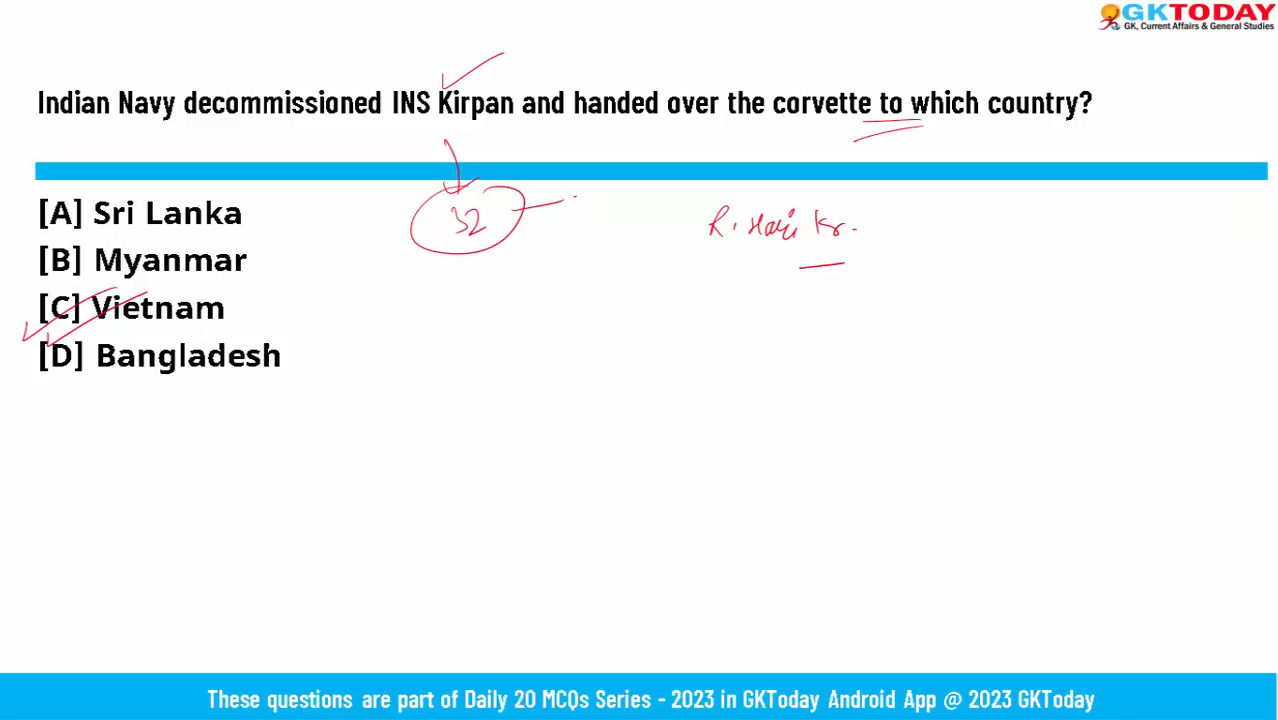 GKTODAY
GK, Current Affairs & General Studies
Indian Navy decommissioned INS Kirpan and handed over the corvette to which country?
[A] Sri Lanka
32
R. Hari Kr.
[B] Myanmar
[C] Vietnam
[D] Bangladesh
These questions are part of Daily 20 MCQs Series - 2023 in GKToday Android App @ 2023 GKToday